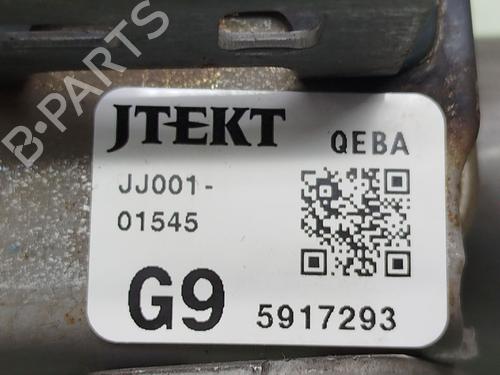 JTEKT QEBA
JJ001-
01545
G9 5917293
B-PARTS